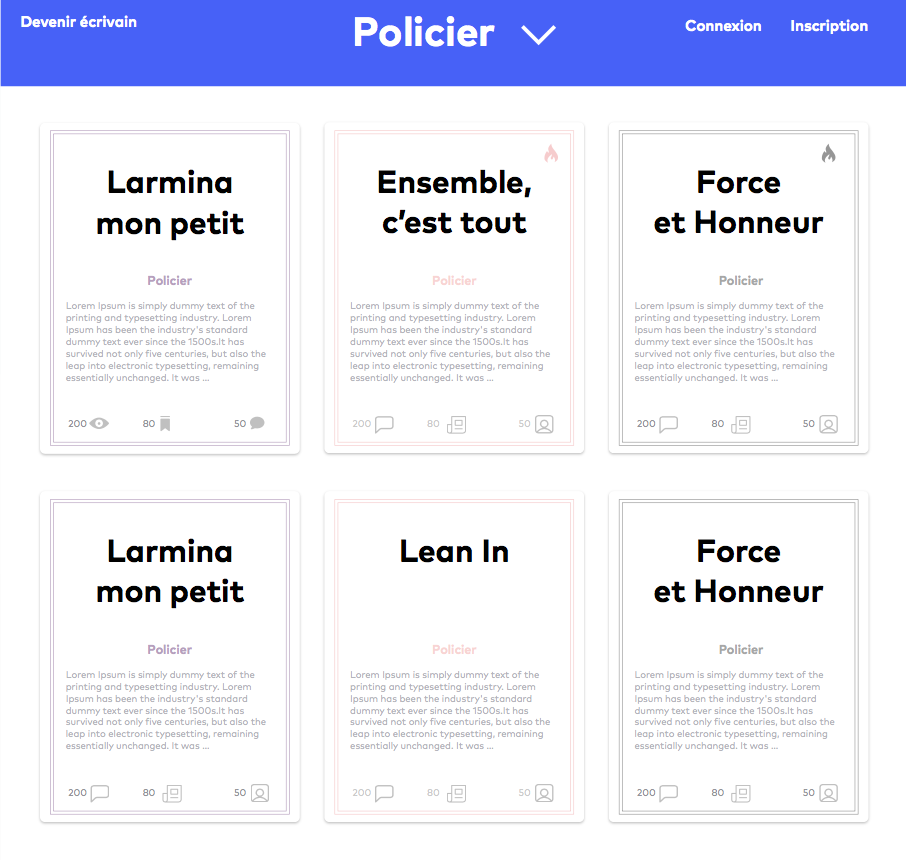 Devenir écrivain
Policier
Connexion Inscription
Larmina
mon petit
Policier
Lorem Ipsum is simply dummy text of the
printing and typesetting industry. Lorem
Ipsum has been the industry's standard
dummy text ever since the 1500s.It has
survived not only five centuries, but also the
leap into electronic typesetting, remaining
essentially unchanged. It was ...
200 80 50
Ensemble,
c’est tout
Policier
Lorem Ipsum is simply dummy text of the
printing and typesetting industry. Lorem
Ipsum has been the industry's standard
dummy text ever since the 1500s.It has
survived not only five centuries, but also the
leap into electronic typesetting, remaining
essentially unchanged. It was ...
200 80 50
Force
et Honneur
Policier
Lorem Ipsum is simply dummy text of the
printing and typesetting industry. Lorem
Ipsum has been the industry's standard
dummy text ever since the 1500s.It has
survived not only five centuries, but also the
leap into electronic typesetting, remaining
essentially unchanged. It was ...
200 80 50
Larmina
mon petit
Policier
Lorem Ipsum is simply dummy text of the
printing and typesetting industry. Lorem
Ipsum has been the industry's standard
dummy text ever since the 1500s.It has
survived not only five centuries, but also the
leap into electronic typesetting, remaining
essentially unchanged. It was ...
200 80 50
Lean In
Policier
Lorem Ipsum is simply dummy text of the
printing and typesetting industry. Lorem
Ipsum has been the industry's standard
dummy text ever since the 1500s.It has
survived not only five centuries, but also the
leap into electronic typesetting, remaining
essentially unchanged. It was ...
200 80 50
Force
et Honneur
Policier
Lorem Ipsum is simply dummy text of the
printing and typesetting industry. Lorem
Ipsum has been the industry's standard
dummy text ever since the 1500s.It has
survived not only five centuries, but also the
leap into electronic typesetting, remaining
essentially unchanged. It was ...
200 80 50